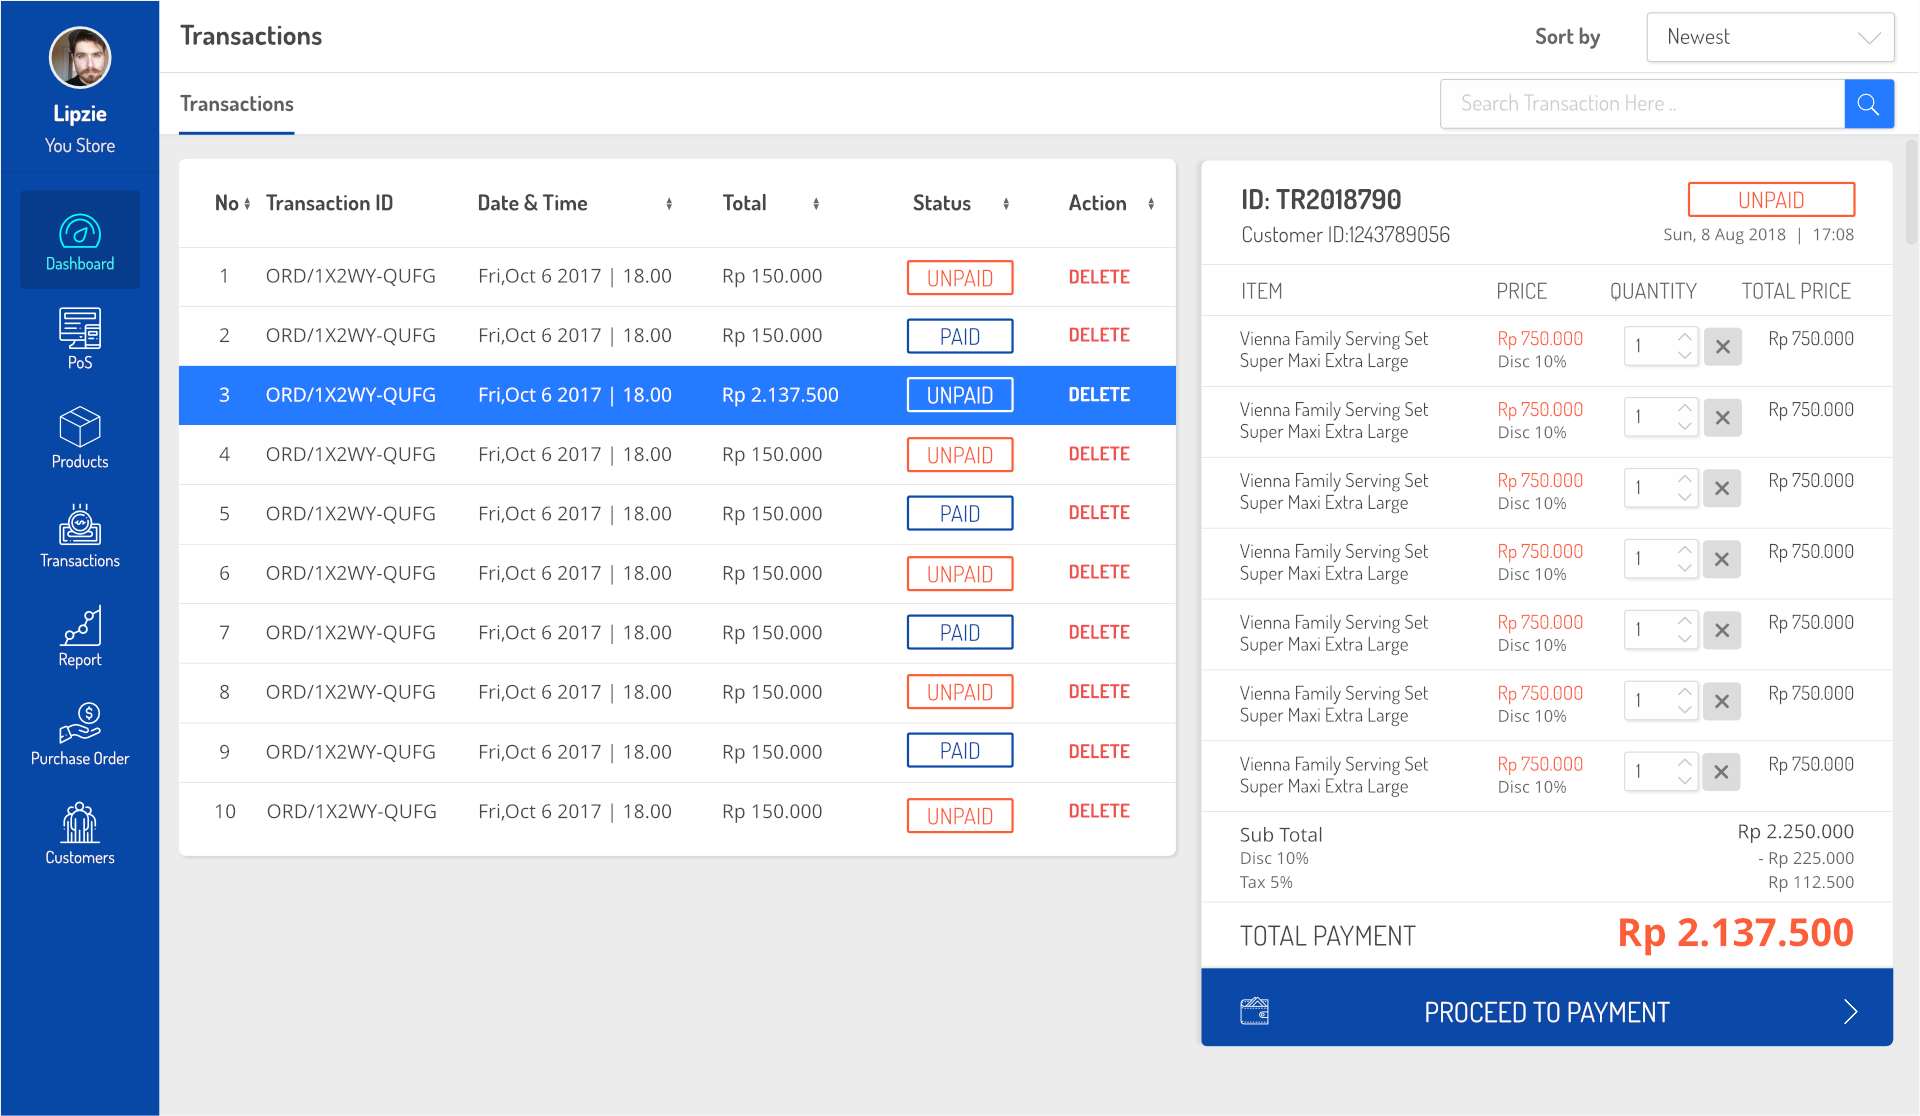 Lipzie
You Store
Dashboard
PoS
Products
Transactions
Report
Purchase Order
Customers
Transactions
Sort by
Newest
Transactions
Search Transaction Here ..
No Transaction ID Date & Time Total Status Action
1 ORD/1X2WY-QUFG Fri,Oct 6 2017 | 18.00 Rp 150.000 UNPAID DELETE
2 ORD/1X2WY-QUFG Fri,Oct 6 2017 | 18.00 Rp 150.000 PAID DELETE
3 ORD/1X2WY-QUFG Fri,Oct 6 2017 | 18.00 Rp 2.137.500 UNPAID DELETE
4 ORD/1X2WY-QUFG Fri,Oct 6 2017 | 18.00 Rp 150.000 UNPAID DELETE
5 ORD/1X2WY-QUFG Fri,Oct 6 2017 | 18.00 Rp 150.000 PAID DELETE
6 ORD/1X2WY-QUFG Fri,Oct 6 2017 | 18.00 Rp 150.000 UNPAID DELETE
7 ORD/1X2WY-QUFG Fri,Oct 6 2017 | 18.00 Rp 150.000 PAID DELETE
8 ORD/1X2WY-QUFG Fri,Oct 6 2017 | 18.00 Rp 150.000 UNPAID DELETE
9 ORD/1X2WY-QUFG Fri,Oct 6 2017 | 18.00 Rp 150.000 PAID DELETE
10 ORD/1X2WY-QUFG Fri,Oct 6 2017 | 18.00 Rp 150.000 UNPAID DELETE
ID: TR2018790 UNPAID
Customer ID:1243789056 Sun, 8 Aug 2018 | 17:08
ITEM PRICE QUANTITY TOTAL PRICE
Vienna Family Serving Set Rp 750.000 1 Rp 750.000
Super Maxi Extra Large Disc 10%
Vienna Family Serving Set Rp 750.000 1 Rp 750.000
Super Maxi Extra Large Disc 10%
Vienna Family Serving Set Rp 750.000 1 Rp 750.000
Super Maxi Extra Large Disc 10%
Vienna Family Serving Set Rp 750.000 1 Rp 750.000
Super Maxi Extra Large Disc 10%
Vienna Family Serving Set Rp 750.000 1 Rp 750.000
Super Maxi Extra Large Disc 10%
Vienna Family Serving Set Rp 750.000 1 Rp 750.000
Super Maxi Extra Large Disc 10%
Vienna Family Serving Set Rp 750.000 1 Rp 750.000
Super Maxi Extra Large Disc 10%
Sub Total Rp 2.250.000
Disc 10% - Rp 225.000
Tax 5% Rp 112.500
TOTAL PAYMENT Rp 2.137.500
PROCEED TO PAYMENT